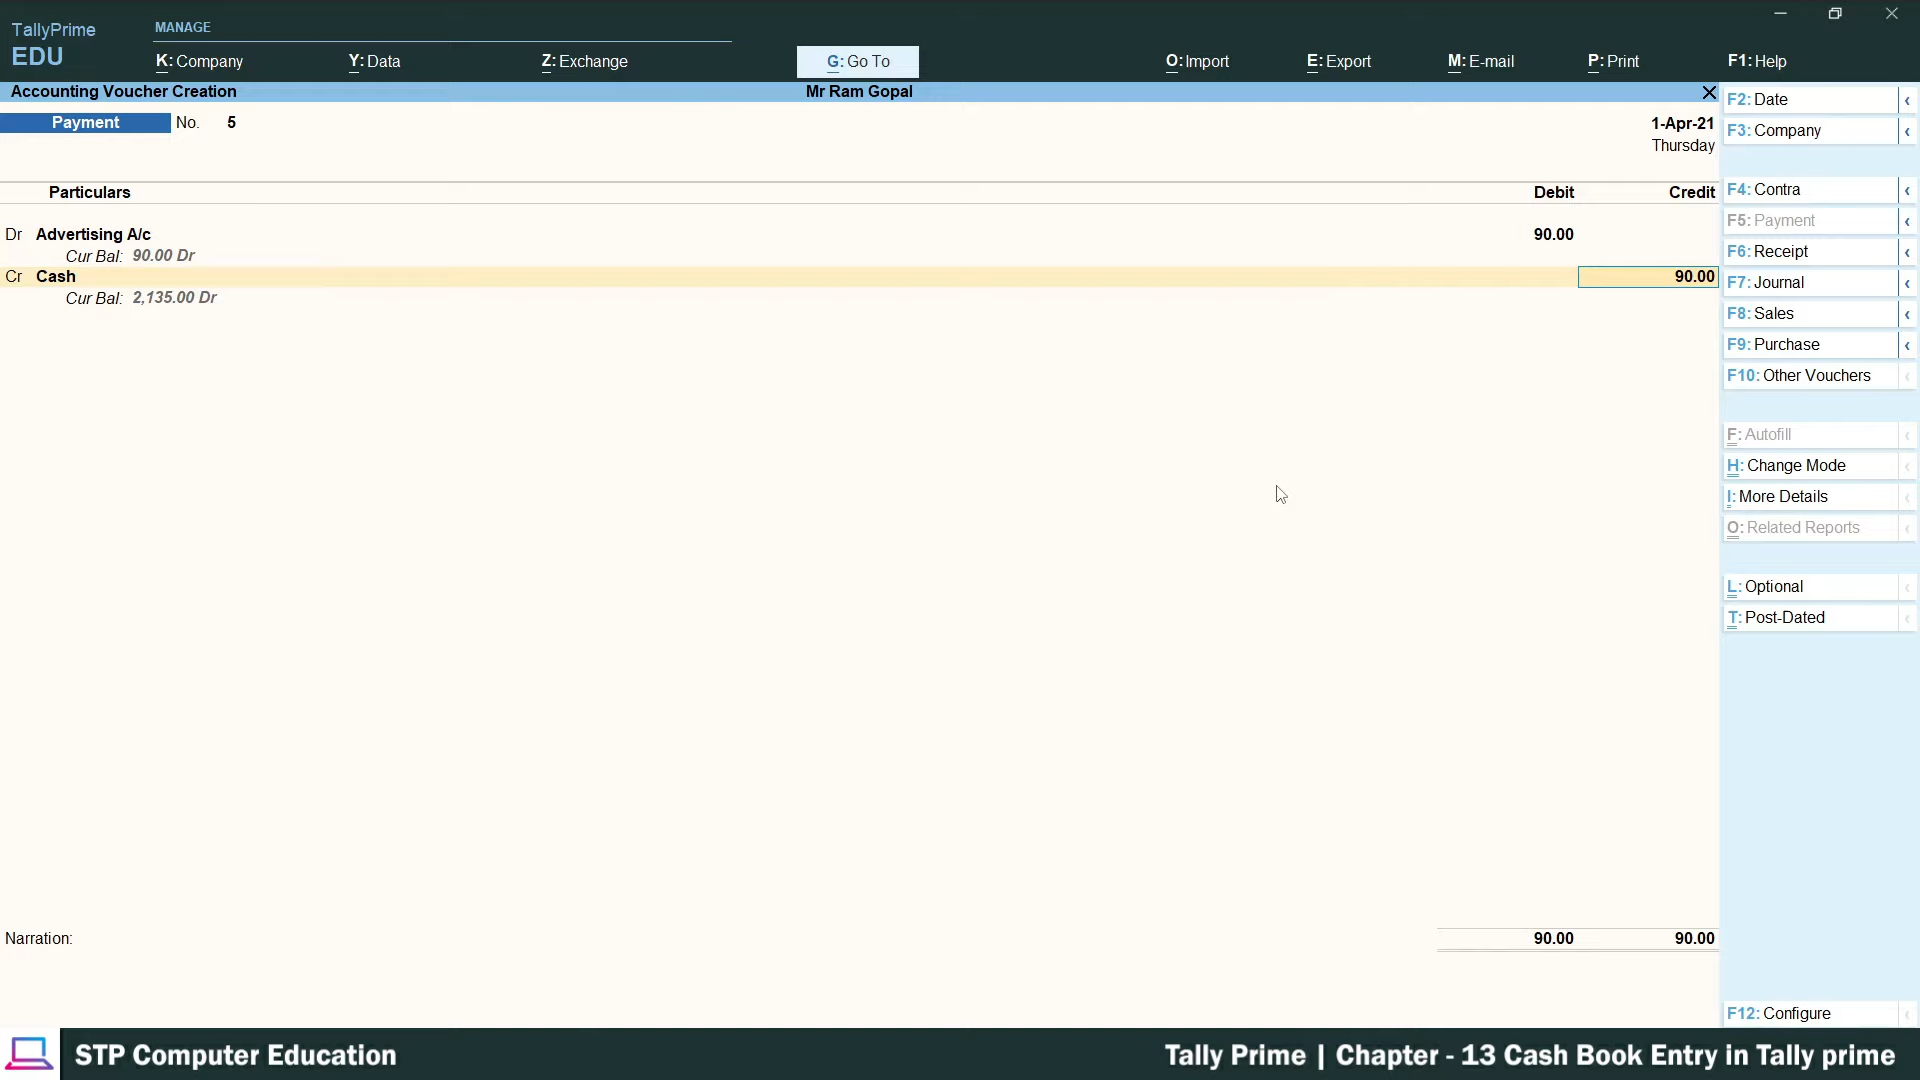 TallyPrime
EDU
MANAGE
K: Company
Y: Data
Z: Exchange
G: Go To
O: Import
E: Export
M: E-mail
P: Print
F1: Help
Accounting Voucher Creation
Mr Ram Gopal
Payment No. 5
1-Apr-21
Thursday
Particulars Debit Credit
Dr Advertising A/c 90.00
Cur Bal: 90.00 Dr
Cr Cash 90.00
Cur Bal: 2,135.00 Dr
Narration: 90.00 90.00
F2: Date
F3: Company
F4: Contra
F5: Payment
F6: Receipt
F7: Journal
F8: Sales
F9: Purchase
F10: Other Vouchers
F: Autofill
H: Change Mode
I: More Details
O: Related Reports
L: Optional
T: Post-Dated
F12: Configure
STP Computer Education
Tally Prime | Chapter - 13 Cash Book Entry in Tally prime